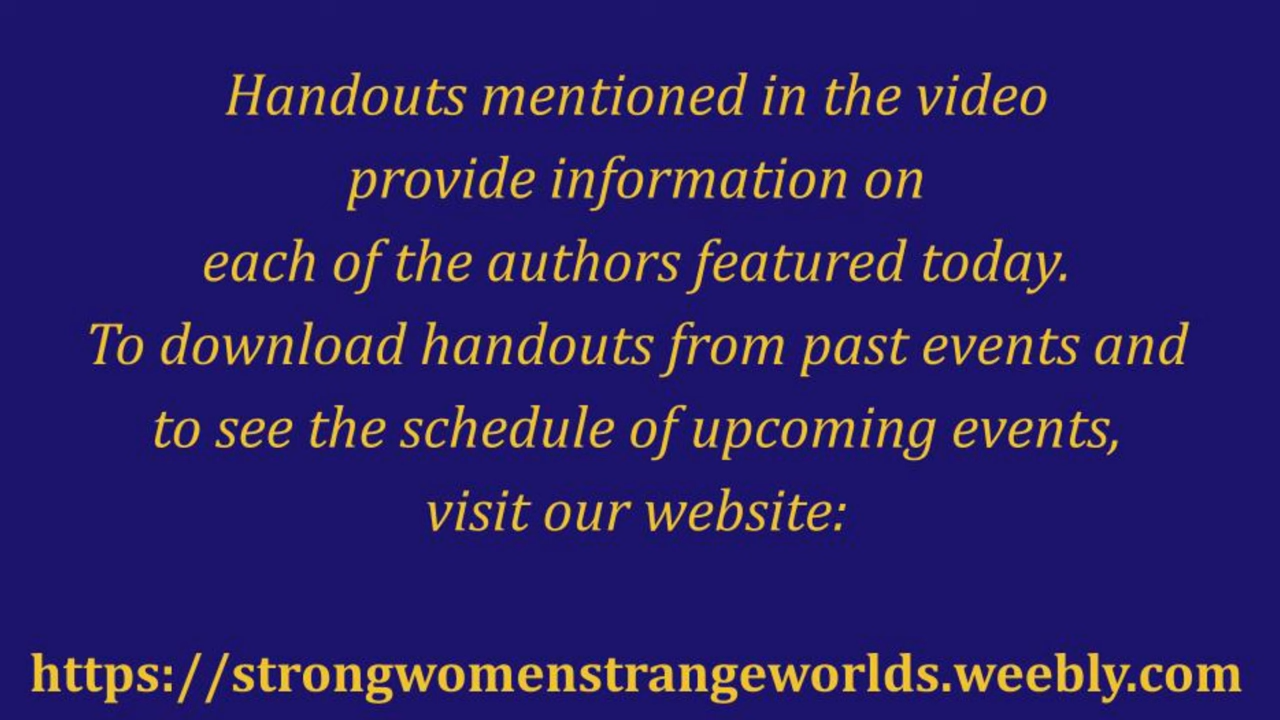 Handouts mentioned in the video
provide information on
each of the authors featured today.
To download handouts from past events and
to see the schedule of upcoming events,
visit our website:
https://strongwomenstrangeworlds.weebly.com